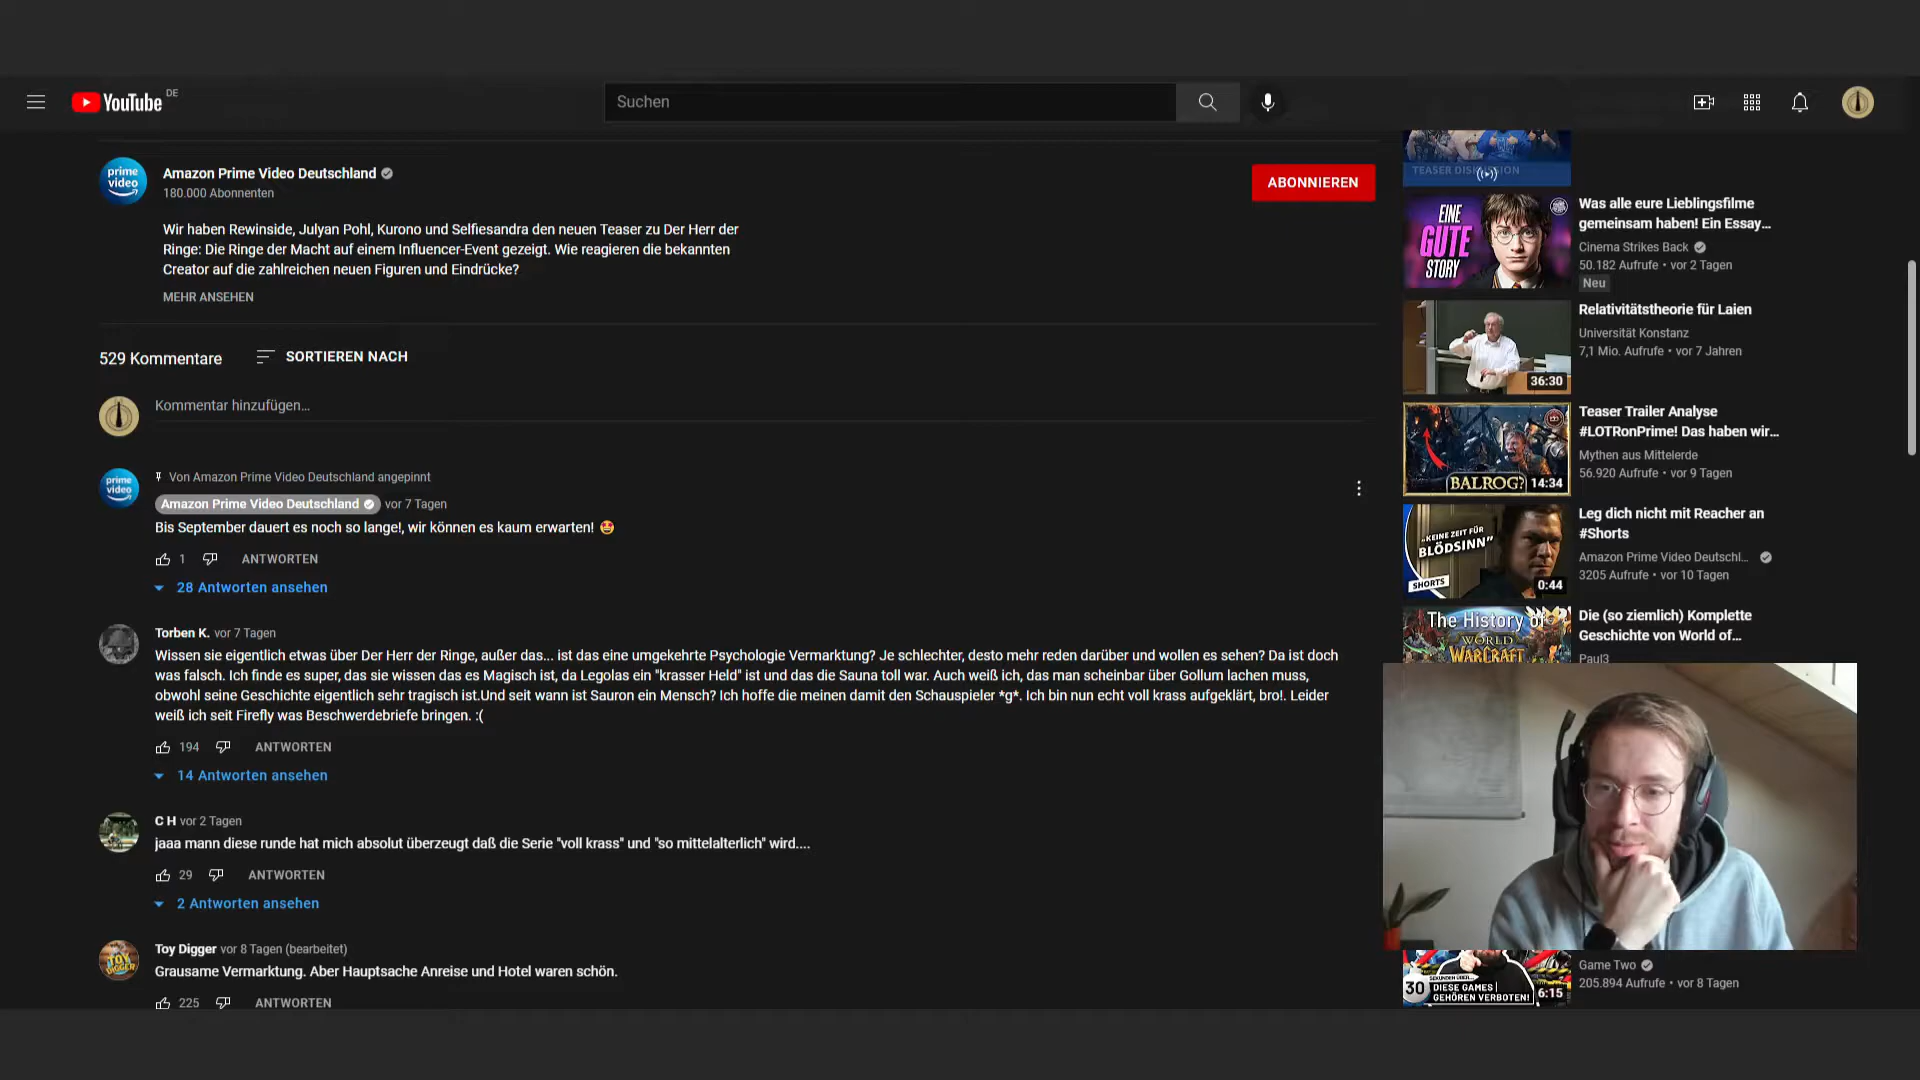 YouTube DE
Suchen
prime video
Amazon Prime Video Deutschland
180.000 Abonnenten
ABONNIEREN
Wir haben Rewinside, Julyan Pohl, Kurono und Selfiesandra den neuen Teaser zu Der Herr der
Ringe: Die Ringe der Macht auf einem Influencer-Event gezeigt. Wie reagieren die bekannten
Creator auf die zahlreichen neuen Figuren und Eindrücke?
MEHR ANSEHEN
529 Kommentare
SORTIEREN NACH
Kommentar hinzufügen...
prime video
Von Amazon Prime Video Deutschland angepinnt
Amazon Prime Video Deutschland vor 7 Tagen
Bis September dauert es noch so lange!, wir können es kaum erwarten! 🤩
1 ANTWORTEN
28 Antworten ansehen
Torben K. vor 7 Tagen
Wissen sie eigentlich etwas über Der Herr der Ringe, außer das... ist das eine umgekehrte Psychologie Vermarktung? Je schlechter, desto mehr reden darüber und wollen es sehen? Da ist doch
was falsch. Ich finde es super, das sie wissen das es Magisch ist, da Legolas ein "krasser Held" ist und das die Sauna toll war. Auch weiß ich, das man scheinbar über Gollum lachen muss,
obwohl seine Geschichte eigentlich sehr tragisch ist.Und seit wann ist Sauron ein Mensch? Ich hoffe die meinen damit den Schauspieler *g*. Ich bin nun echt voll krass aufgeklärt, bro!. Leider
weiß ich seit Firefly was Beschwerdebriefe bringen. :(
194 ANTWORTEN
14 Antworten ansehen
C H vor 2 Tagen
jaaa mann diese runde hat mich absolut überzeugt daß die Serie "voll krass" und "so mittelalterlich" wird....
29 ANTWORTEN
2 Antworten ansehen
TOY DIGGER
Toy Digger vor 8 Tagen (bearbeitet)
Grausame Vermarktung. Aber Hauptsache Anreise und Hotel waren schön.
225 ANTWORTEN
TEASER DISKUSSION
EINE
GUTE
STORY
Was alle eure Lieblingsfilme
gemeinsam haben! Ein Essay...
Cinema Strikes Back
50.182 Aufrufe • vor 2 Tagen
Neu
36:30
Relativitätstheorie für Laien
Universität Konstanz
7,1 Mio. Aufrufe • vor 7 Jahren
BALROG? 14:34
Teaser Trailer Analyse
#LOTRonPrime! Das haben wir...
Mythen aus Mittelerde
56.920 Aufrufe • vor 9 Tagen
„KEINE ZEIT FÜR
BLÖDSINN"
SHORTS
0:44
Leg dich nicht mit Reacher an
#Shorts
Amazon Prime Video Deutschl...
3205 Aufrufe • vor 10 Tagen
The History of
WORLD
WARCRAFT
Die (so ziemlich) Komplette
Geschichte von World of...
Paul3
30 SEKUNDEN ÜBER...
DIESE GAMES
GEHÖREN VERBOTEN!
6:15
Game Two
205.894 Aufrufe • vor 8 Tagen